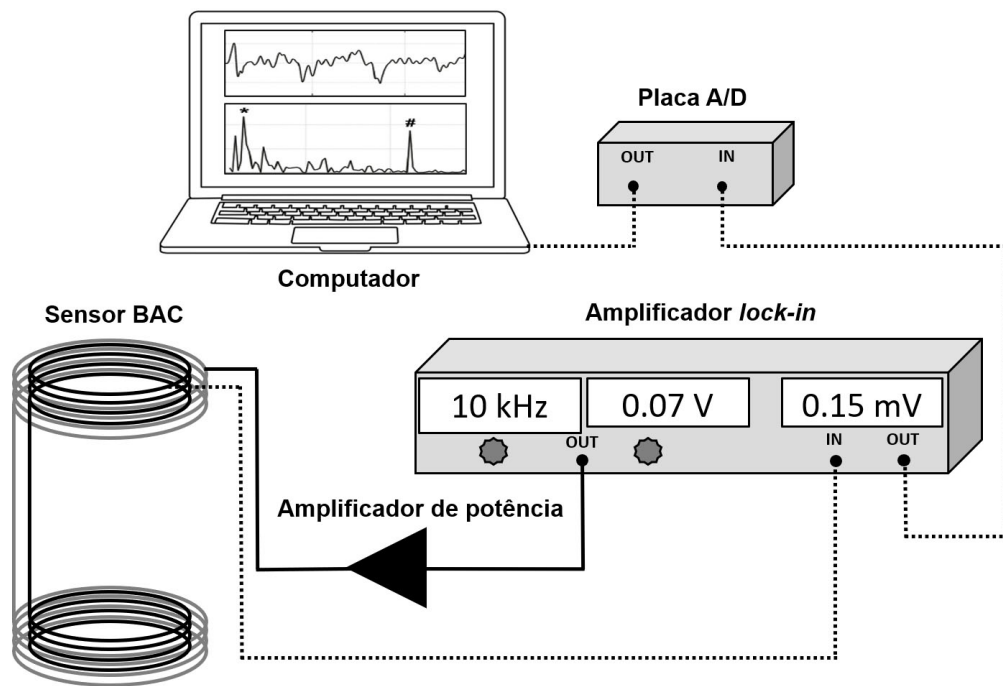 *
#
Placa A/D
OUT IN
Computador
Sensor BAC
Amplificador lock-in
10 kHz 0.07 V 0.15 mV
OUT IN OUT
Amplificador de potência